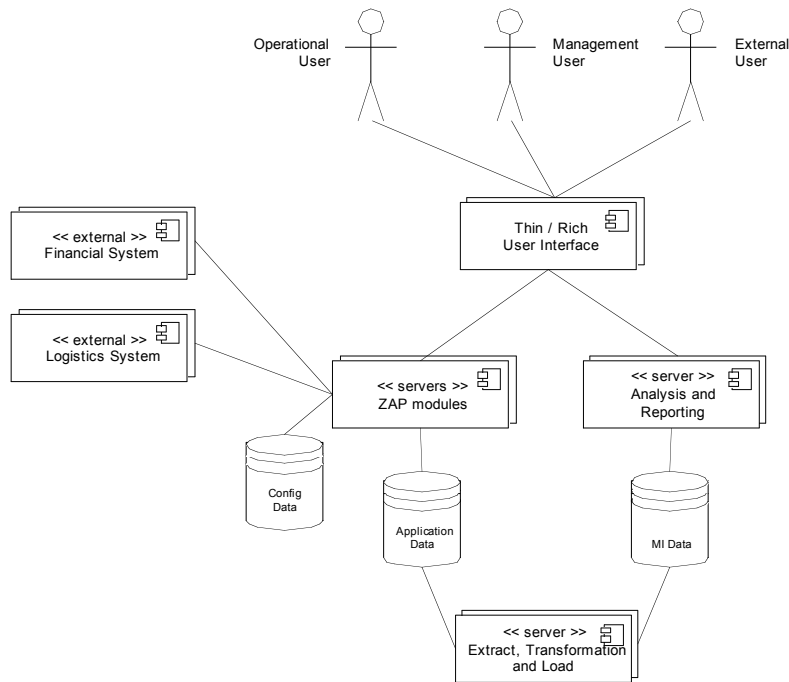 Operational
User
Management
User
External
User
Thin / Rich
User Interface
<< external >>
Financial System
<< external >>
Logistics System
<< servers >>
ZAP modules
<< server >>
Analysis and
Reporting
Config
Data
Application
Data
MI Data
<< server >>
Extract, Transformation
and Load